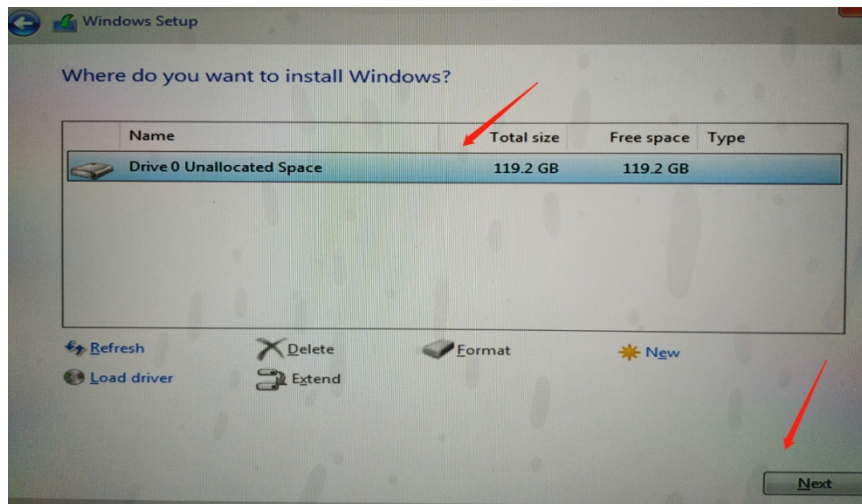 Windows Setup
Where do you want to install Windows?
Name Total size Free space Type
Drive 0 Unallocated Space 119.2 GB 119.2 GB
Refresh Delete Format New
Load driver Extend
Next